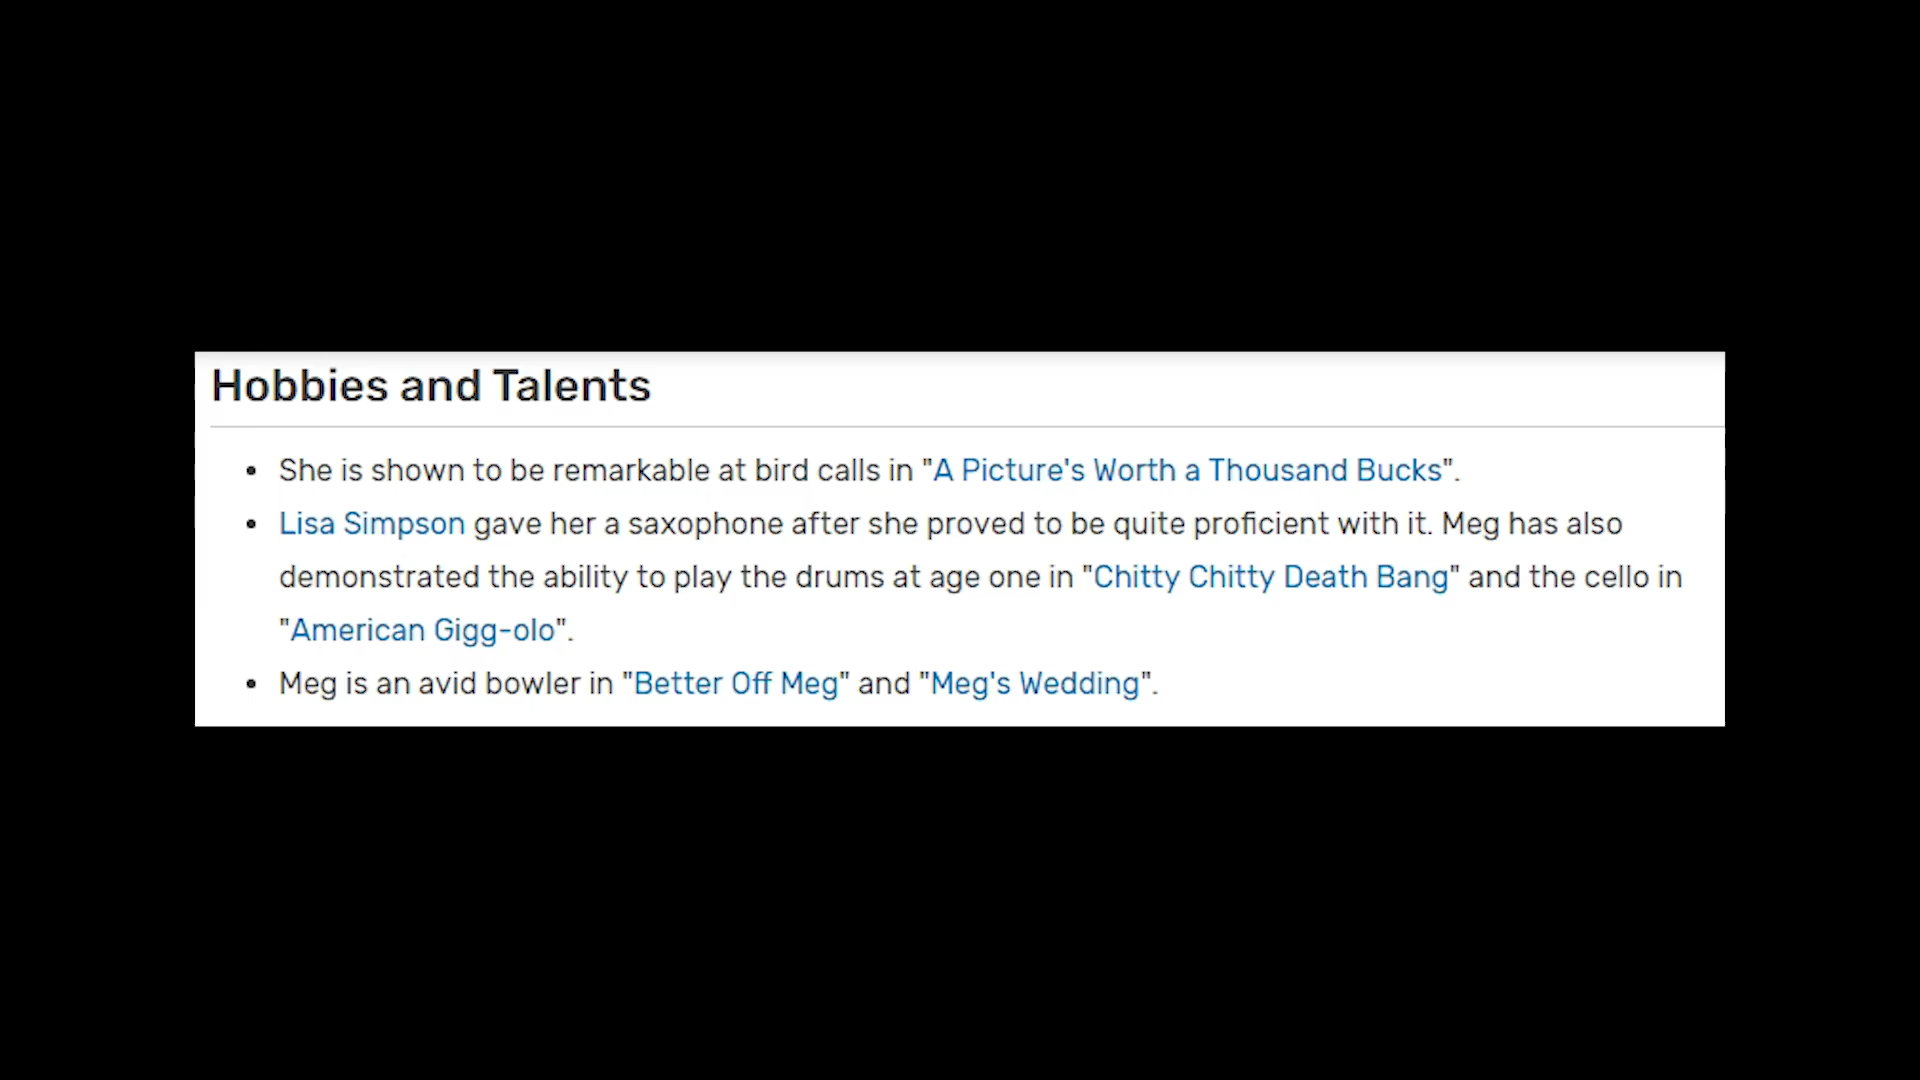 Hobbies and Talents
• She is shown to be remarkable at bird calls in "A Picture's Worth a Thousand Bucks".
• Lisa Simpson gave her a saxophone after she proved to be quite proficient with it. Meg has also
demonstrated the ability to play the drums at age one in "Chitty Chitty Death Bang" and the cello in
"American Gigg-olo".
• Meg is an avid bowler in "Better Off Meg" and "Meg's Wedding".